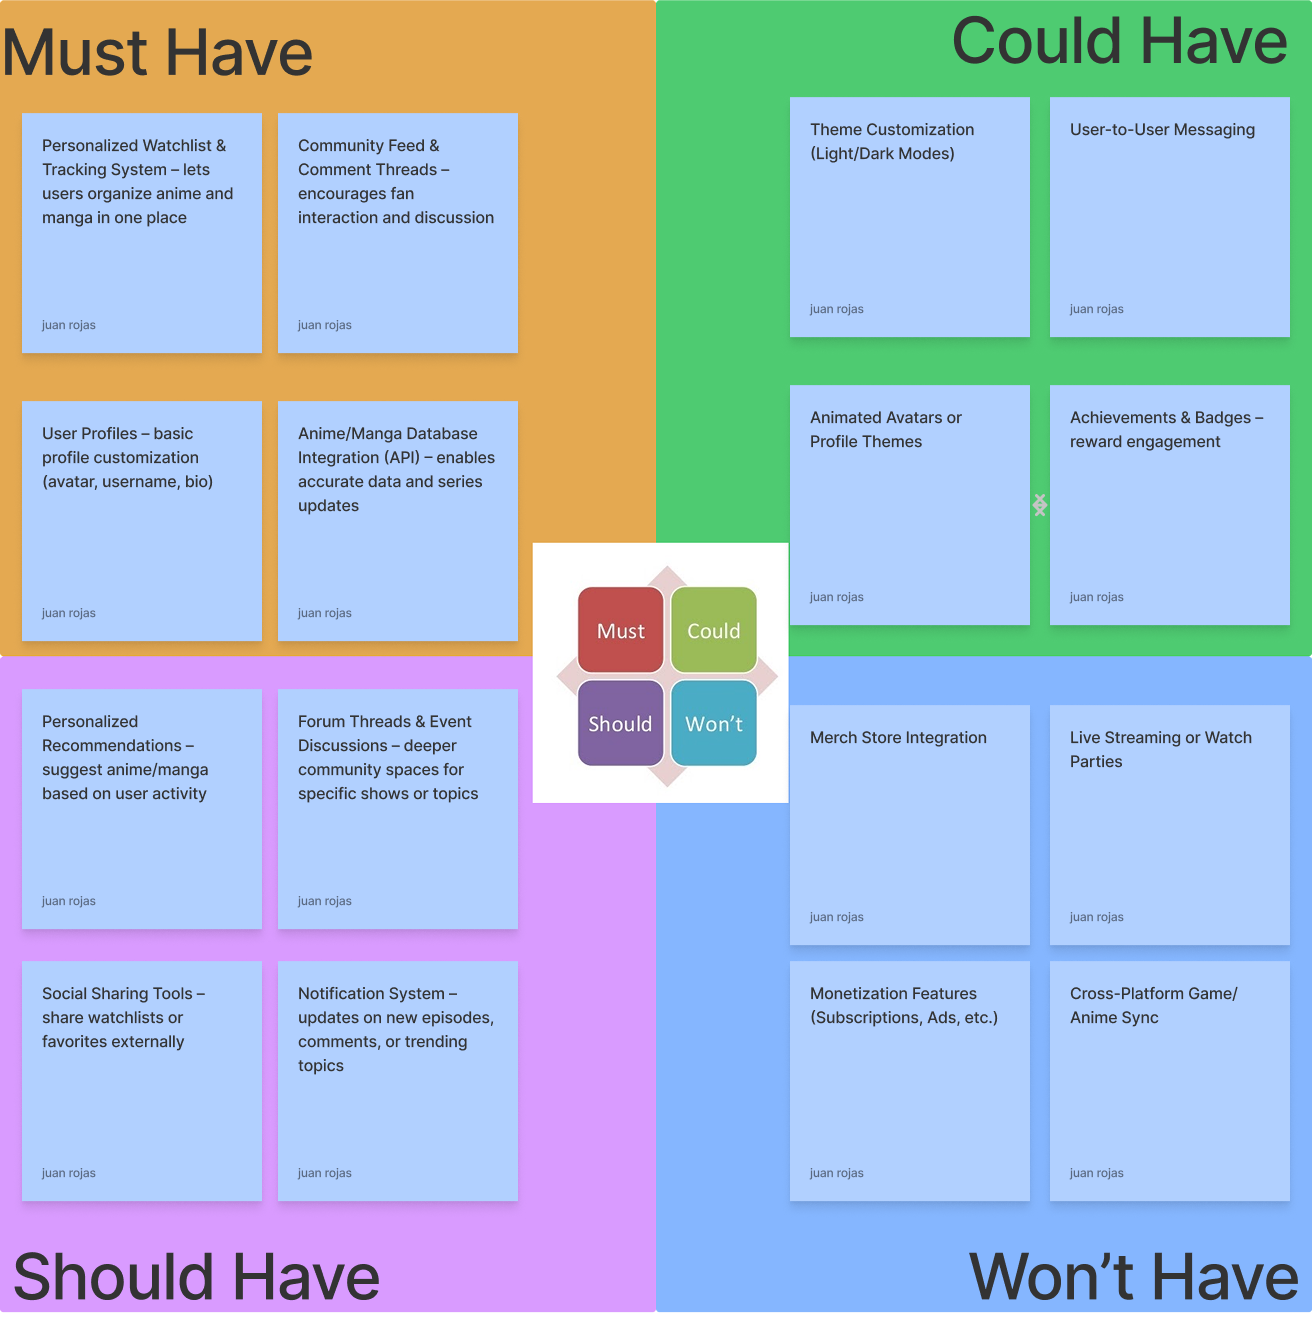 Must Have
Personalized Watchlist &
Tracking System – lets
users organize anime and
manga in one place
juan rojas
Community Feed &
Comment Threads –
encourages fan
interaction and discussion
juan rojas
User Profiles – basic
profile customization
(avatar, username, bio)
juan rojas
Anime/Manga Database
Integration (API) – enables
accurate data and series
updates
juan rojas
Could Have
Theme Customization
(Light/Dark Modes)
juan rojas
User-to-User Messaging
juan rojas
Animated Avatars or
Profile Themes
juan rojas
Achievements & Badges –
reward engagement
juan rojas
Must
Could
Should
Won't
Personalized
Recommendations –
suggest anime/manga
based on user activity
juan rojas
Forum Threads & Event
Discussions – deeper
community spaces for
specific shows or topics
juan rojas
Social Sharing Tools –
share watchlists or
favorites externally
juan rojas
Notification System –
updates on new episodes,
comments, or trending
topics
juan rojas
Should Have
Merch Store Integration
juan rojas
Live Streaming or Watch
Parties
juan rojas
Monetization Features
(Subscriptions, Ads, etc.)
juan rojas
Cross-Platform Game/
Anime Sync
juan rojas
Won't Have